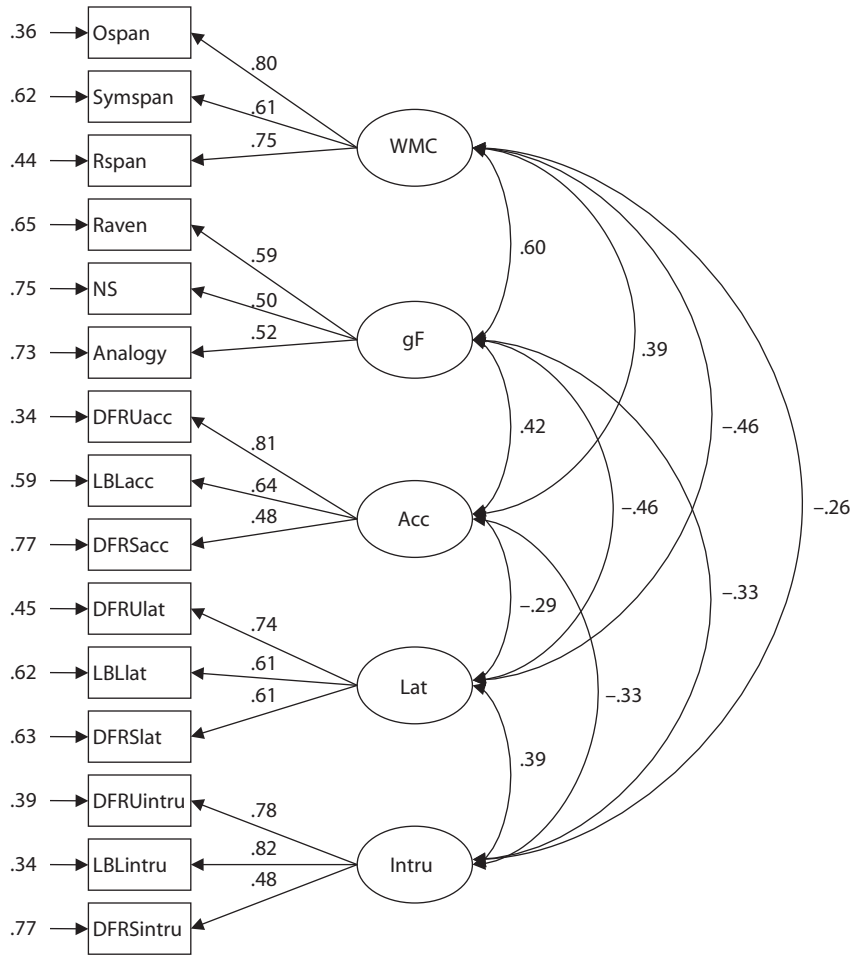 .36 Ospan
.80
.62 Symspan
.61
.75
WMC
.44 Rspan
.65 Raven
.59
.60
.75 NS
.50
.52
gF
.39
.73 Analogy
.34 DFRUacc
.81
.42
–.46
.59 LBLacc
.64
.48
Acc
–.46
–.26
.77 DFRSacc
.45 DFRUlat
.74
–.29
–.33
.62 LBLlat
.61
.61
Lat
–.33
.63 DFRSlat
.39
.39 DFRUintru
.78
.34 LBLintru
.82
.48
Intru
.77 DFRSintru